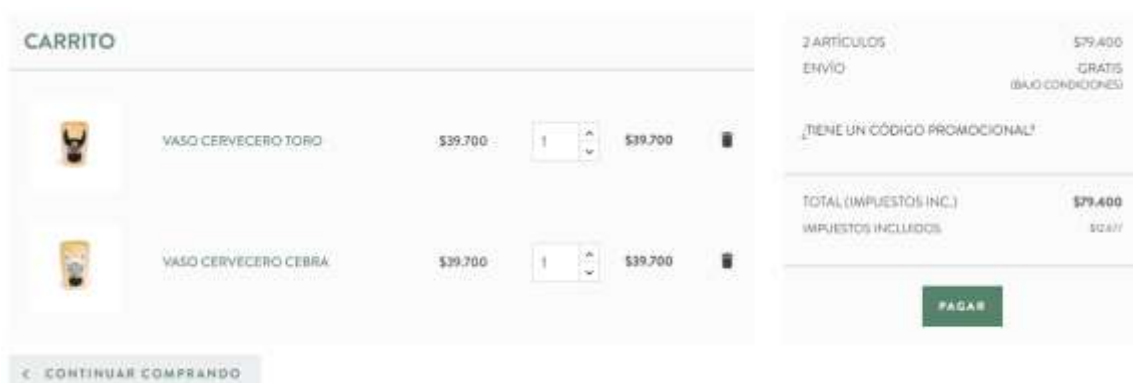 CARRITO
VASO CERVECERO TORO $39.700 1 $39.700
VASO CERVECERO CEBRA $39.700 1 $39.700
< CONTINUAR COMPRANDO
2 ARTÍCULOS $79.400
ENVÍO GRATIS
(BAJO CONDICIONES)
¿TIENE UN CÓDIGO PROMOCIONAL?
TOTAL (IMPUESTOS INC.) $79.400
IMPUESTOS INCLUIDOS $12.677
PAGAR